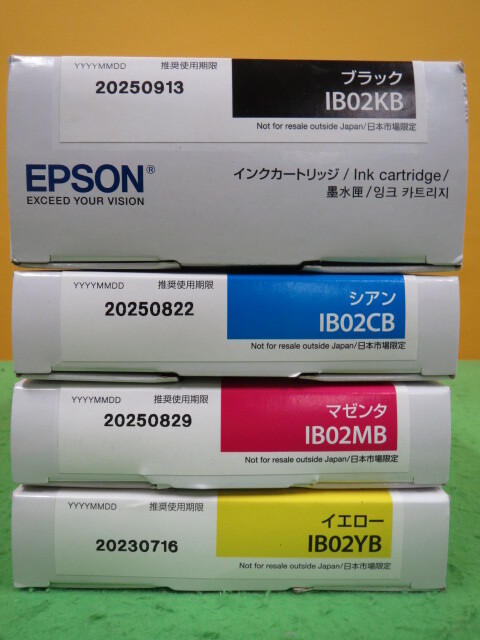 YYYYMMDD 推奨使用期限
20250913
ブラック
IB02KB
Not for resale outside Japan/日本市場限定
EPSON®
EXCEED YOUR VISION
インクカートリッジ / Ink cartridge/
墨水匣/잉크 카트리지
YYYYMMDD 推奨使用期限
20250822
シアン
IB02CB
Not for resale outside Japan/日本市場限定
YYYYMMDD 推奨使用期限
20250829
マゼンタ
IB02MB
Not for resale outside Japan/日本市場限定
YYYYMMDD 推奨使用期限
20230716
イエロー
IB02YB
Not for resale outside Japan/日本市場限定